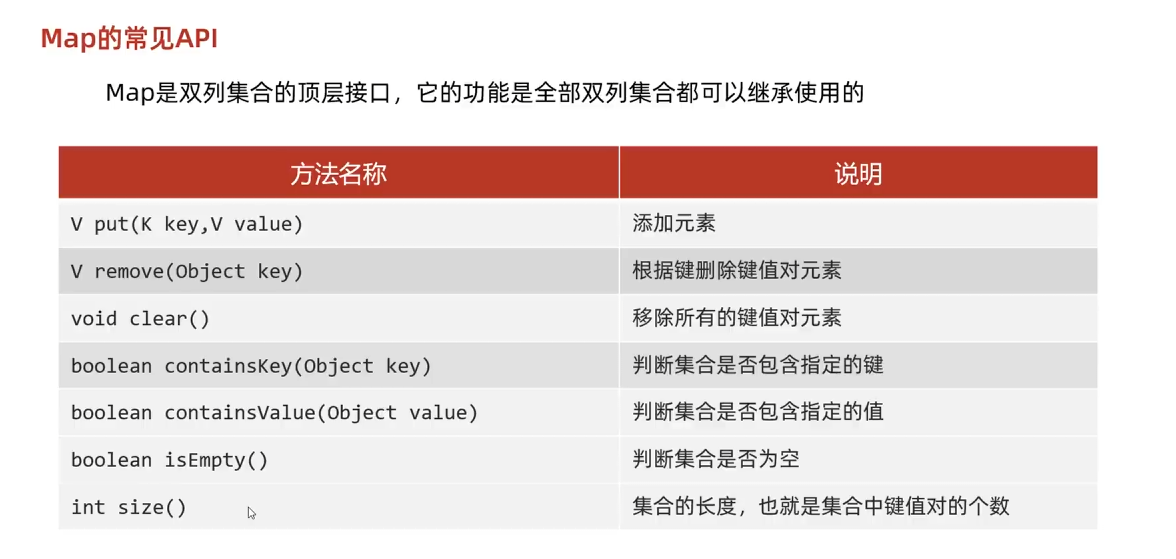 Map的常见API
Map是双列集合的顶层接口，它的功能是全部双列集合都可以继承使用的
方法名称 说明
V put(K key,V value) 添加元素
V remove(Object key) 根据键删除键值对元素
void clear() 移除所有的键值对元素
boolean containsKey(Object key) 判断集合是否包含指定的键
boolean containsValue(Object value) 判断集合是否包含指定的值
boolean isEmpty() 判断集合是否为空
int size() 集合的长度，也就是集合中键值对的个数